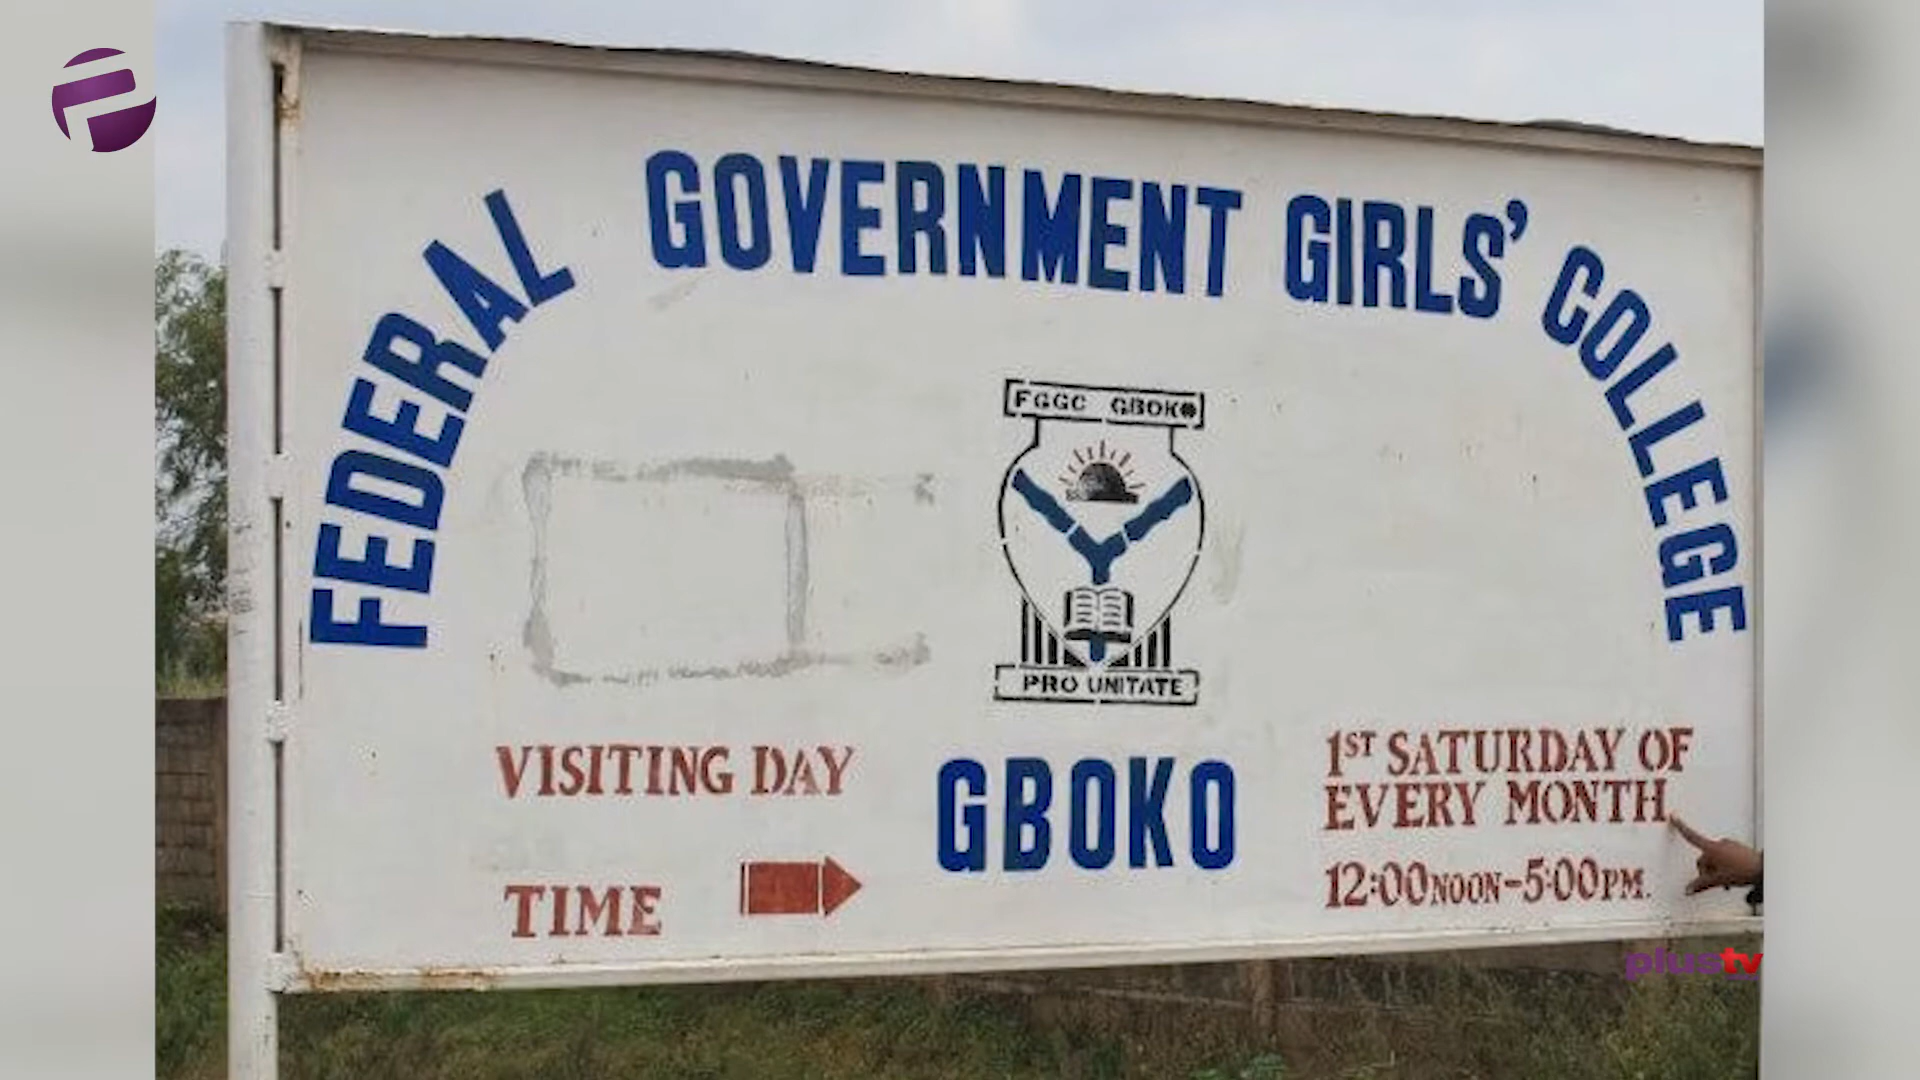 FEDERAL GOVERNMENT GIRLS' COLLEGE
FGGC GBOKO
PRO UNITATE
GBOKO
VISITING DAY
1ST SATURDAY OF
EVERY MONTH
TIME
12:00NOON-5:00PM.
plustv